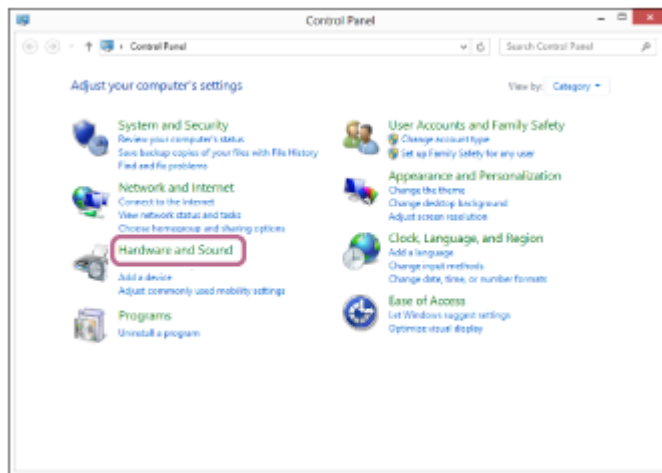 Control Panel
Control Panel
Search Control Panel
Adjust your computer's settings
View by: Category
System and Security
Review your computer's status
Save backup copies of your files with File History
Find and fix problems
Network and Internet
Connect to the Internet
View network status and tasks
Choose homegroup and sharing options
Hardware and Sound
Add a device
Adjust commonly used mobility settings
Programs
Uninstall a program
User Accounts and Family Safety
Change account type
Set up Family Safety for any user
Appearance and Personalization
Change the theme
Change desktop background
Adjust screen resolution
Clock, Language, and Region
Add a language
Change input methods
Change date, time, or number formats
Ease of Access
Let Windows suggest settings
Optimize visual display